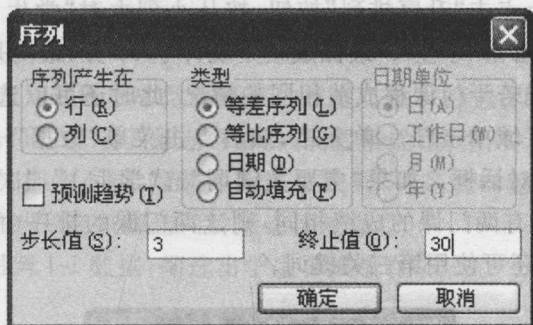 序列
序列产生在 类型 日期单位
行(R) 等差序列(L) 日(A)
列(C) 等比序列(G) 工作日(W)
日期(D) 月(M)
预测趋势(T) 自动填充(F) 年(Y)
步长值(S): 3 终止值(O): 30
确定 取消